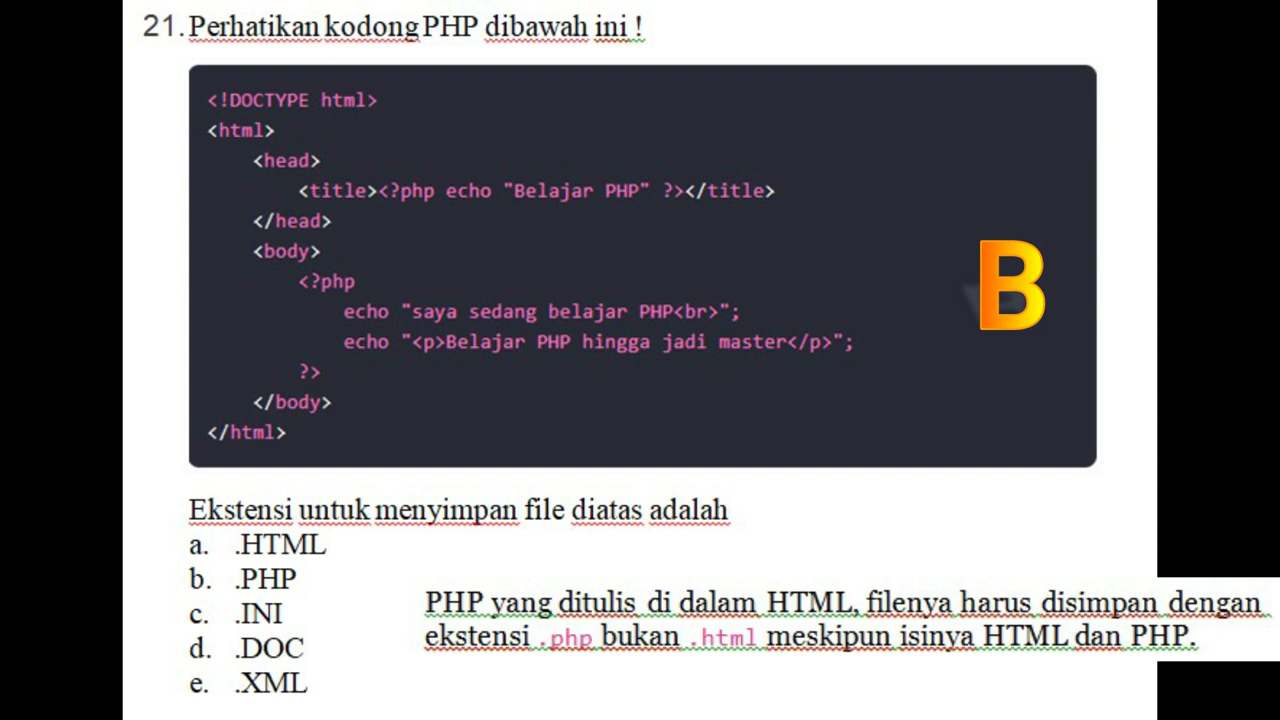 21. Perhatikan kodong PHP dibawah ini !
<!DOCTYPE html>
<html>
<head>
<title><?php echo "Belajar PHP" ?></title>
</head>
<body>
<?php
echo "saya sedang belajar PHP<br>";
echo "<p>Belajar PHP hingga jadi master</p>";
?>
</body>
</html>
B
Ekstensi untuk menyimpan file diatas adalah
a. .HTML
b. .PHP
c. .INI
d. .DOC
e. .XML
PHP yang ditulis di dalam HTML, filenya harus disimpan dengan
ekstensi .php bukan .html meskipun isinya HTML dan PHP.